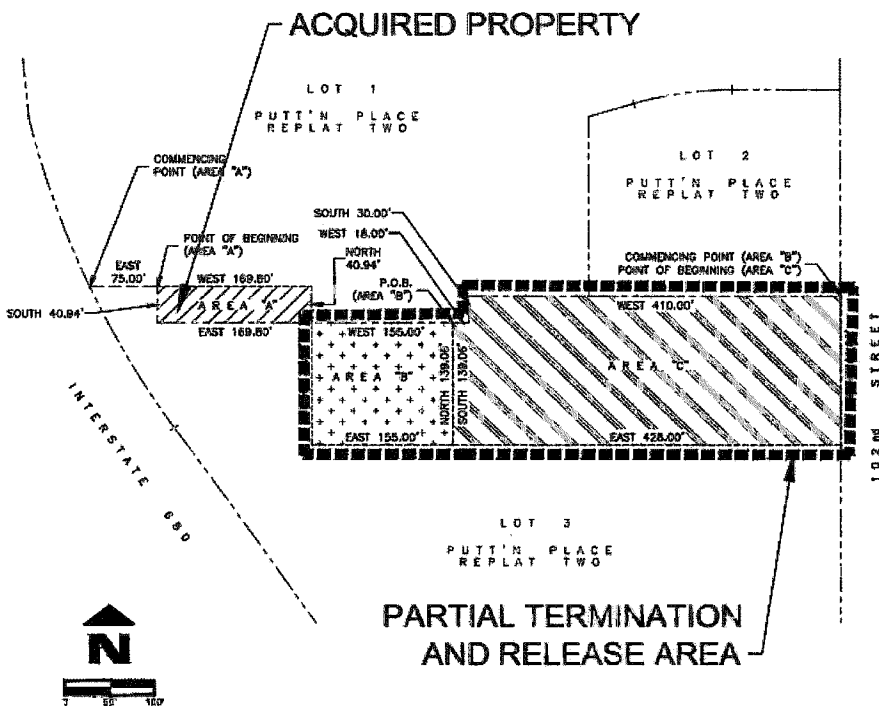 ACQUIRED PROPERTY
LOT 1
PUTT'N PLACE
REPLAT TWO
COMMENCING
POINT (AREA "A")
LOT 2
PUTT'N PLACE
REPLAT TWO
SOUTH 30.00'
WEST 18.00'
POINT OF BEGINNING
(AREA "A")
NORTH
40.94'
COMMENCING POINT (AREA "B")
POINT OF BEGINNING (AREA "C")
EAST
75.00'
WEST 169.80'
P.O.B.
(AREA "B")
SOUTH 40.94'
AREA "A"
WEST 410.00'
EAST 169.80'
WEST 155.00'
AREA "B"
NORTH 139.06'
SOUTH 139.06'
AREA "C"
102nd STREET
EAST 155.00'
EAST 428.00'
INTERSTATE 680
LOT 3
PUTT'N PLACE
REPLAT TWO
PARTIAL TERMINATION
AND RELEASE AREA
N
50' 100'